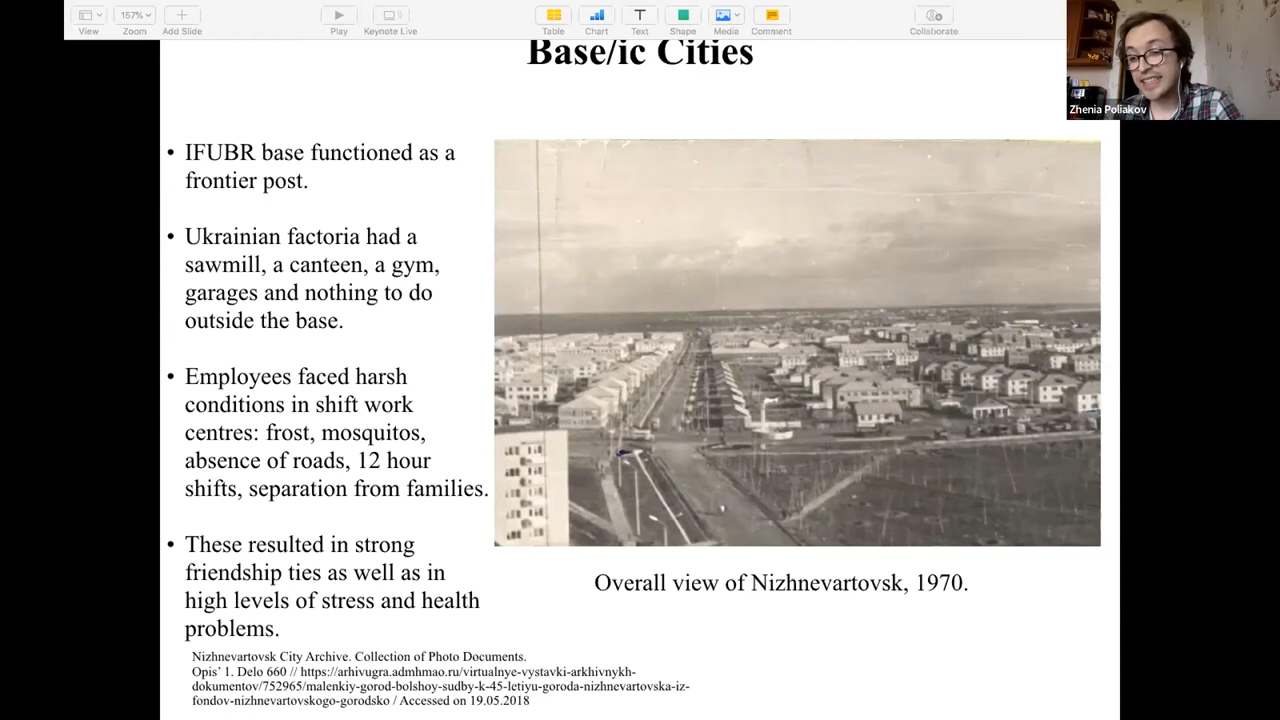 View
157%
Zoom
Add Slide
Play
Keynote Live
Table
Chart
Text
Shape
Media
Comment
Collaborate
Zhenia Poliakov
Base/ic Cities
• IFUBR base functioned as a
frontier post.
• Ukrainian factoria had a
sawmill, a canteen, a gym,
garages and nothing to do
outside the base.
• Employees faced harsh
conditions in shift work
centres: frost, mosquitos,
absence of roads, 12 hour
shifts, separation from families.
• These resulted in strong
friendship ties as well as in
high levels of stress and health
problems.
Overall view of Nizhnevartovsk, 1970.
Nizhnevartovsk City Archive. Collection of Photo Documents.
Opis’ 1. Delo 660 // https://arhivugra.admhmao.ru/virtualnye-vystavki-arkhivnykh-
dokumentov/752965/malenkiy-gorod-bolshoy-sudby-k-45-letiyu-goroda-nizhnevartovska-iz-
fondov-nizhnevartovskogo-gorodsko / Accessed on 19.05.2018